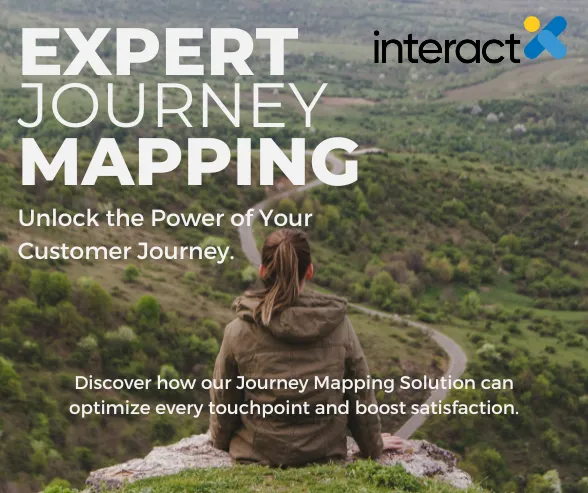 EXPERT
interact
JOURNEY
MAPPING
Unlock the Power of Your
Customer Journey.
Discover how our Journey Mapping Solution can
optimize every touchpoint and boost satisfaction.